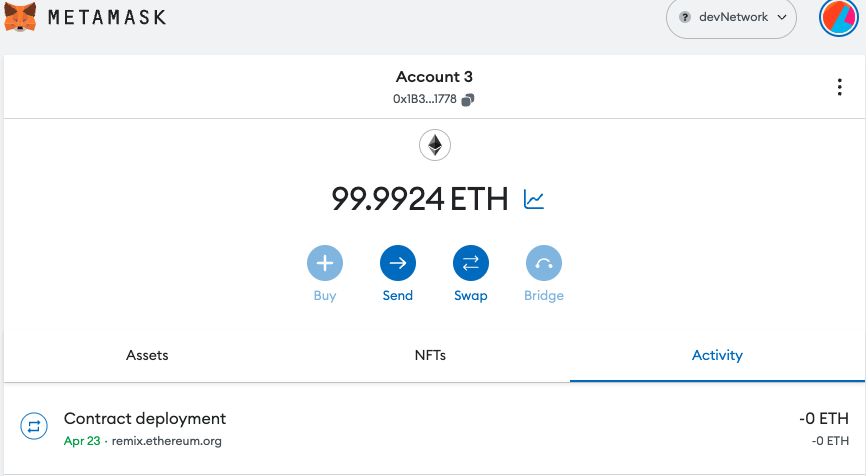 METAMASK
? devNetwork
Account 3
0x1B3...1778
99.9924 ETH
Buy Send Swap Bridge
Assets NFTs Activity
Contract deployment -0 ETH
Apr 23 · remix.ethereum.org -0 ETH